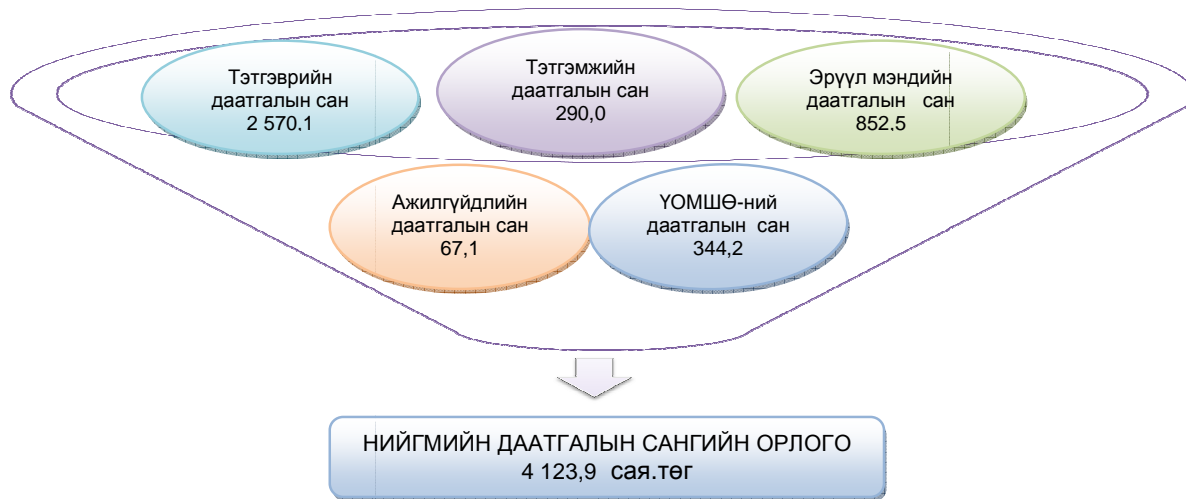 Тэтгэврийн
даатгалын сан
2 570,1
Тэтгэмжийн
даатгалын сан
290,0
Эрүүл мэндийн
даатгалын сан
852,5
Ажилгүйдлийн
даатгалын сан
67,1
ҮОМШӨ-ний
даатгалын сан
344,2
НИЙГМИЙН ДААТГАЛЫН САНГИЙН ОРЛОГО
4 123,9 сая.төг